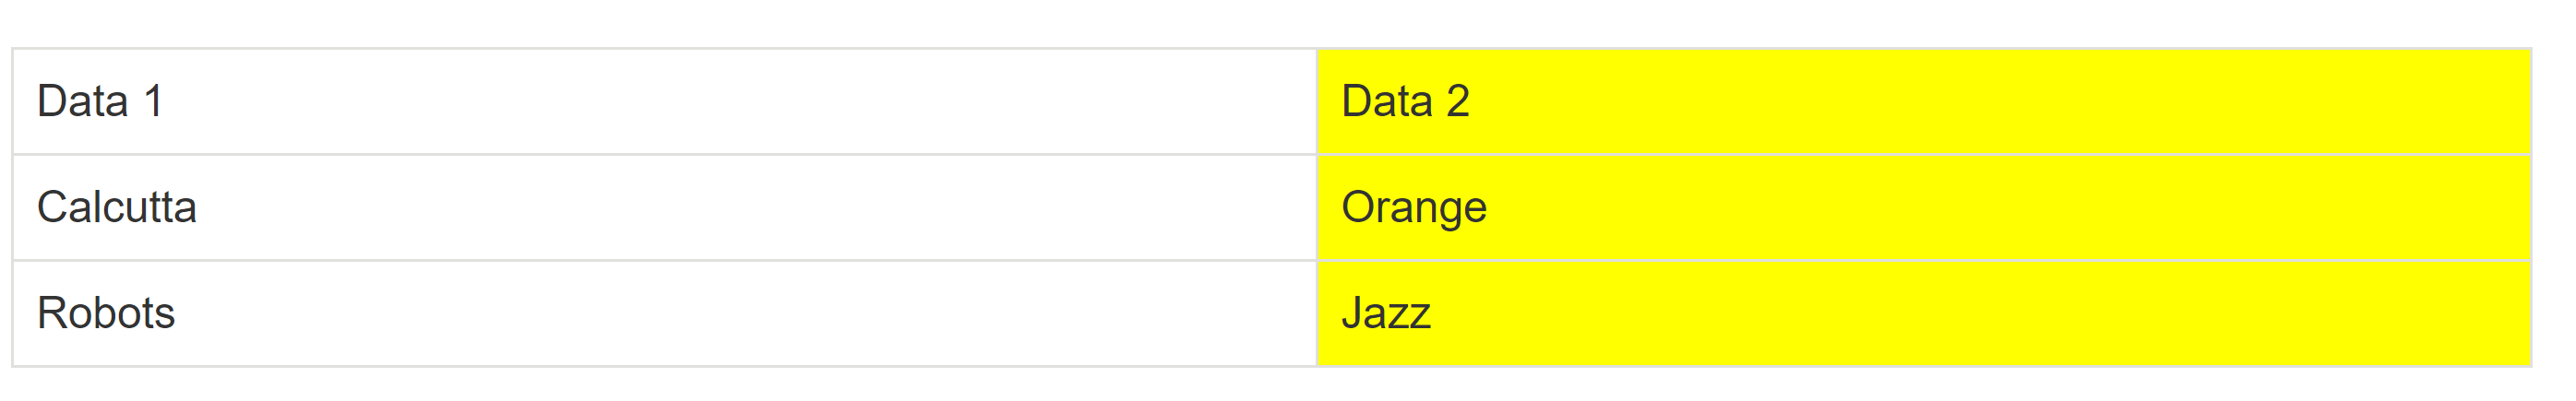 Data 1 Data 2
Calcutta Orange
Robots Jazz